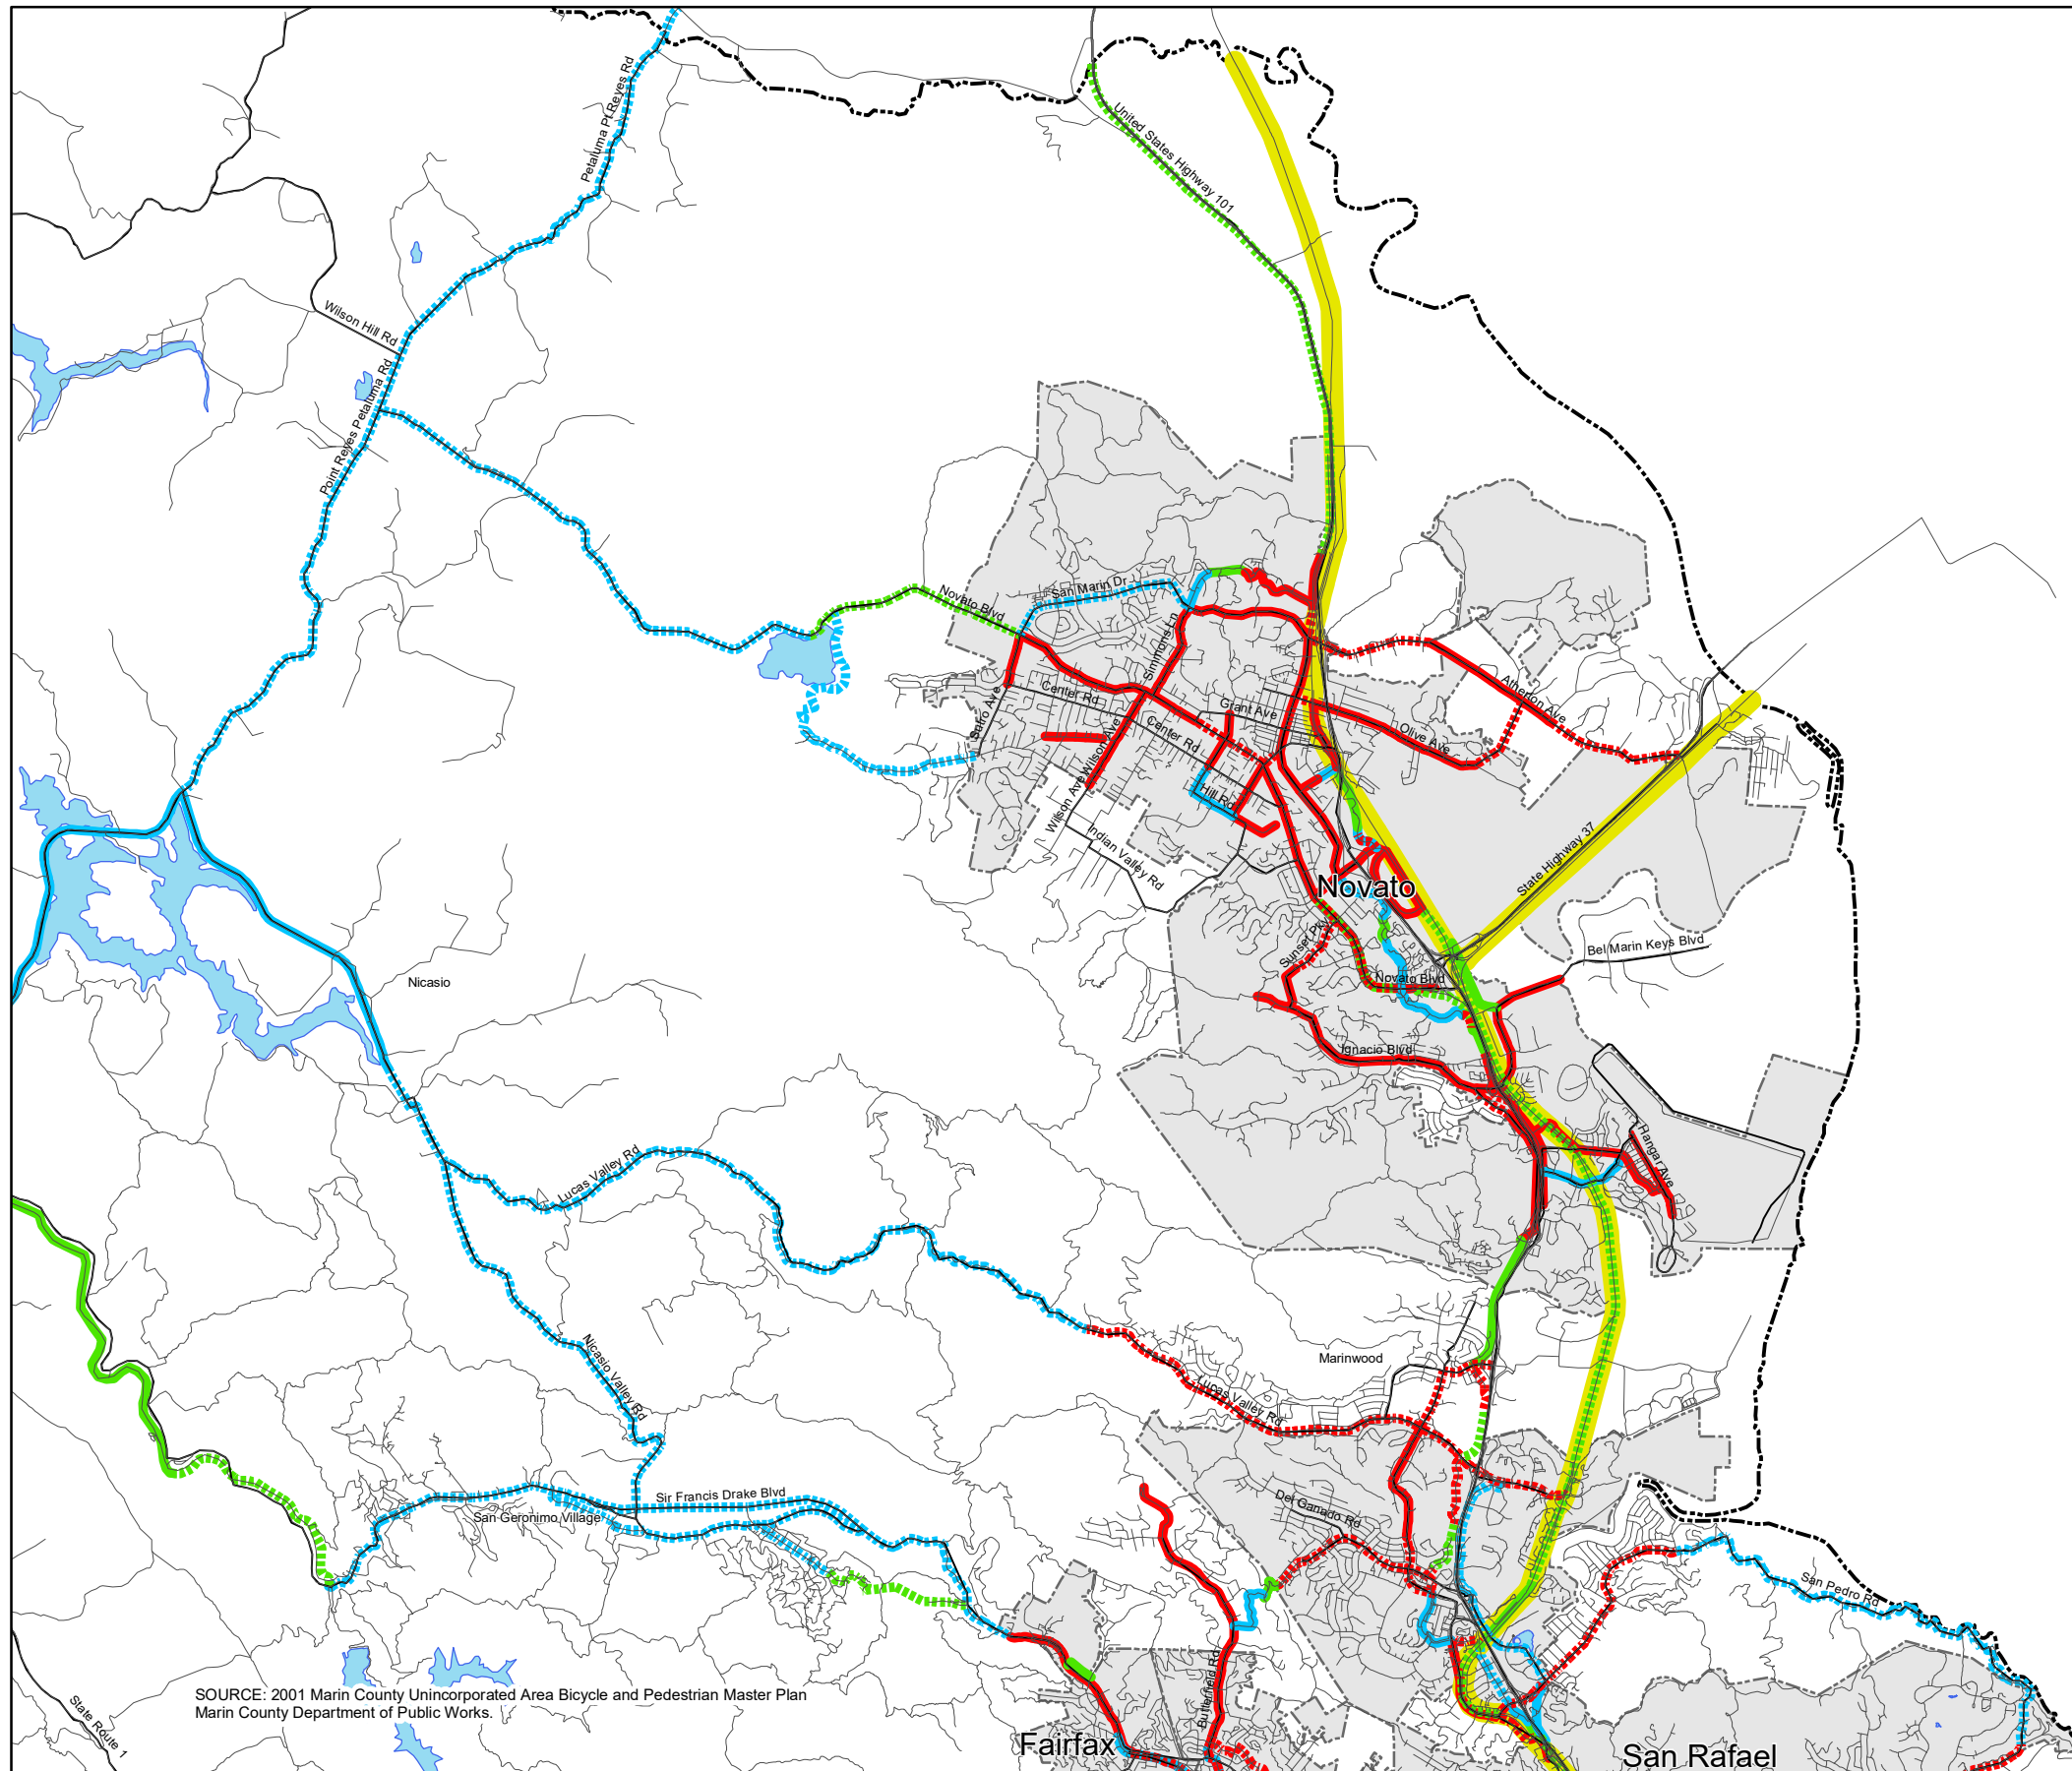 Petaluma Pt Reyes Rd
United States Highway 101
Wilson Hill Rd
Point Reyes Petaluma Rd
Novato Blvd
San Marin Dr
Simmons Ln
Center Rd
Grant Ave
Atherton Ave
Sutro Ave
Center Rd
Olive Ave
Wilson Ave
Wilson Ave
Hill Rd
Indian Valley Rd
State Highway 37
Novato
Sunset Pky
Bel Marin Keys Blvd
Novato Blvd
Nicasio
Ignacio Blvd
Hangar Ave
Lucas Valley Rd
Nicasio Valley Rd
Marinwood
Lucas Valley Rd
Sir Francis Drake Blvd
San Geronimo Village
Del Ganado Rd
San Pedro Rd
Butterfield Rd
SOURCE: 2001 Marin County Unincorporated Area Bicycle and Pedestrian Master Plan
Marin County Department of Public Works.
State Route 1
Fairfax
San Rafael